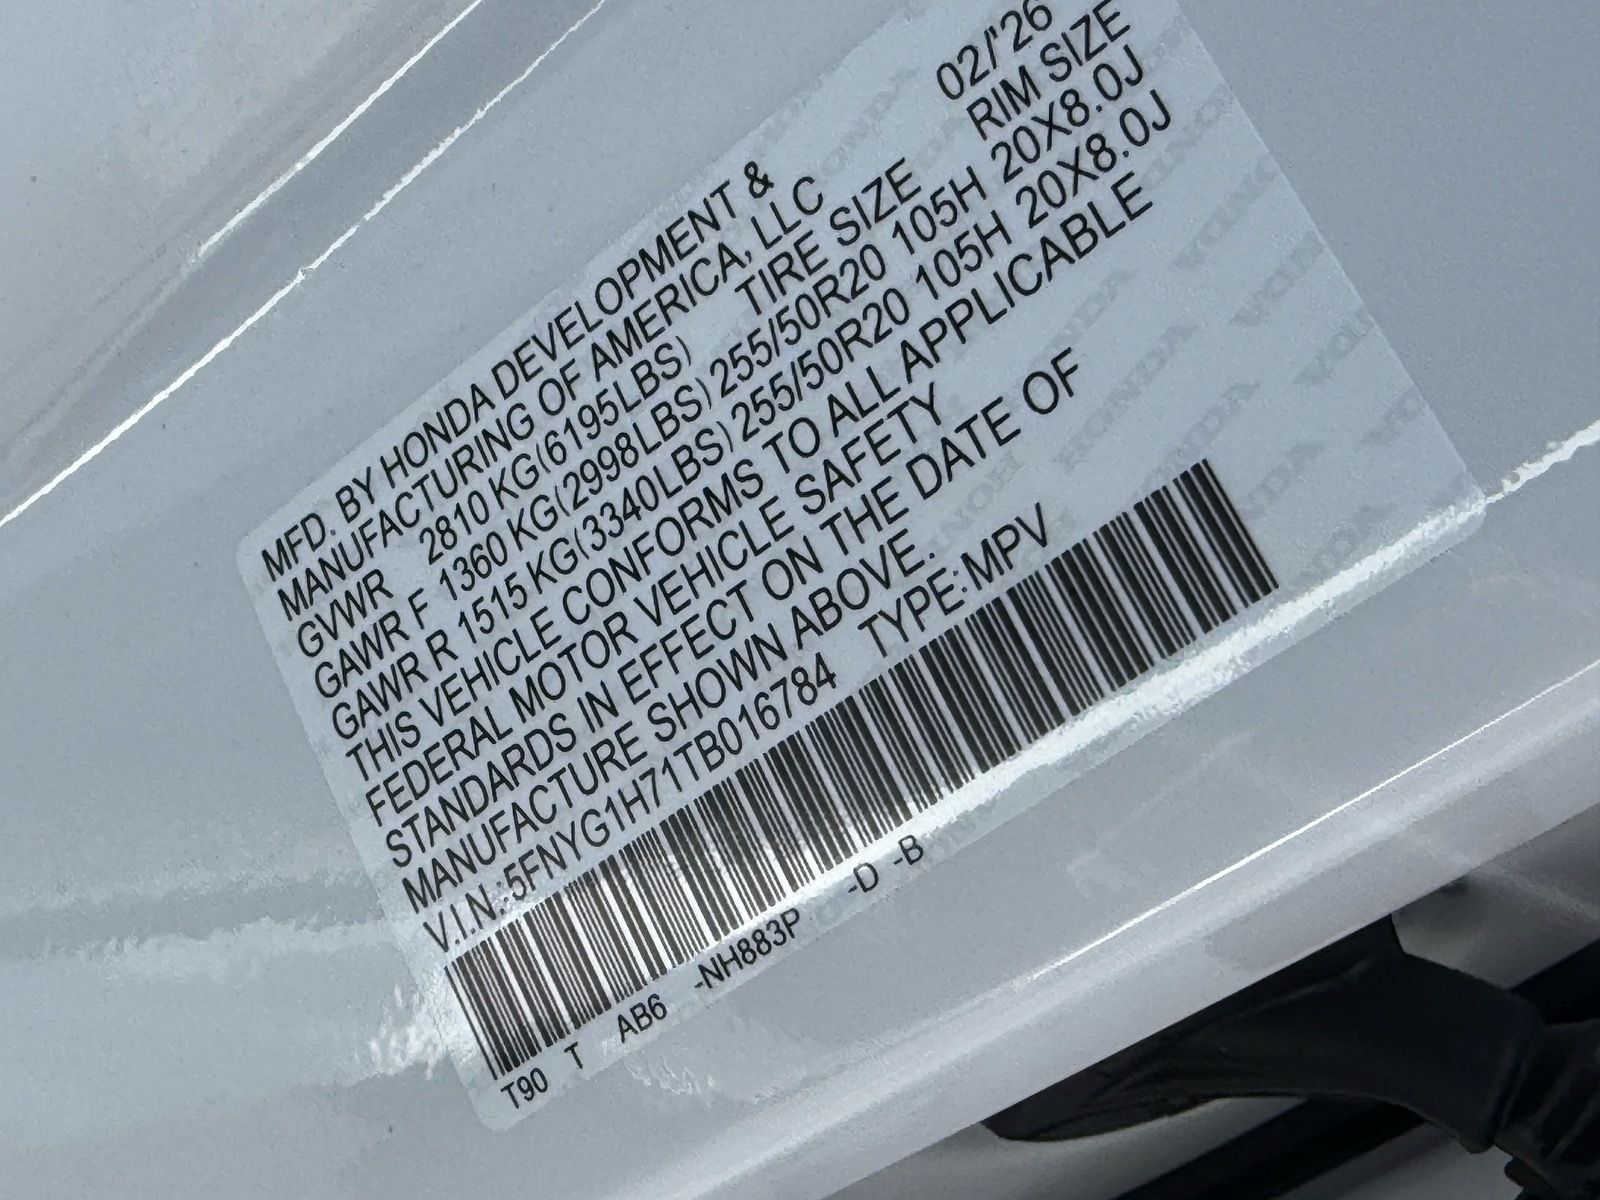 02/'26
MFD. BY HONDA DEVELOPMENT &
MANUFACTURING OF AMERICA, LLC
GVWR 2810 KG(6195LBS) TIRE SIZE RIM SIZE
GAWR F 1360 KG(2998LBS) 255/50R20 105H 20X8.0J
GAWR R 1515 KG(3340LBS) 255/50R20 105H 20X8.0J
THIS VEHICLE CONFORMS TO ALL APPLICABLE
FEDERAL MOTOR VEHICLE SAFETY
STANDARDS IN EFFECT ON THE DATE OF
MANUFACTURE SHOWN ABOVE.
V.I.N.:5FNYG1H71TB016784 TYPE:MPV
T90 T AB6 -NH883P -D -B